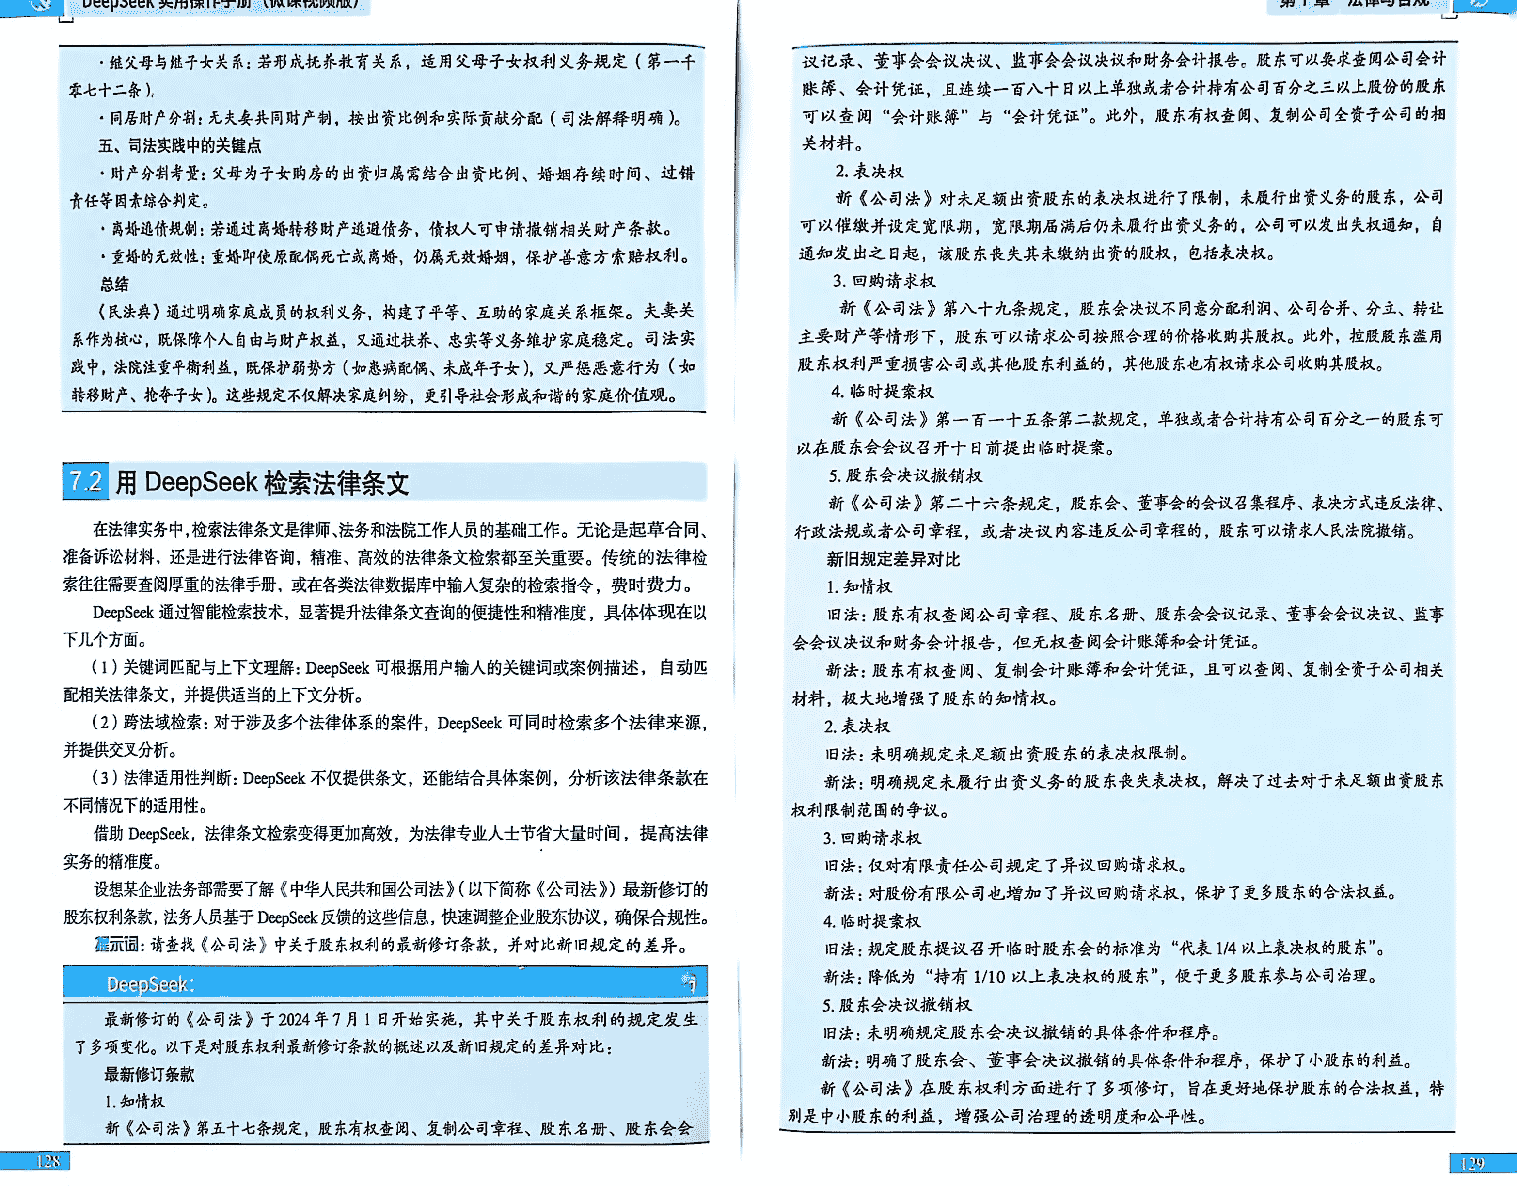 DeepSeek 实用操作手册（微课视频版）
·继父母与继子女关系：若形成抚养教育关系，适用父母子女权利义务规定（第一千
零七十二条）。
·同居财产分割：无夫妻共同财产制，按出资比例和实际贡献分配（司法解释明确）。
五、司法实践中的关键点
·财产分割考量：父母为子女购房的出资归属需结合出资比例、婚姻存续时间、过错
责任等因素综合判定。
·离婚逃债规制：若通过离婚转移财产逃避债务，债权人可申请撤销相关财产条款。
·重婚的无效性：重婚即使原配偶死亡或离婚，仍属无效婚姻，保护善意方索赔权利。
总结
《民法典》通过明确家庭成员的权利义务，构建了平等、互助的家庭关系框架。夫妻关
系作为核心，既保障个人自由与财产权益，又通过扶养、忠实等义务维护家庭稳定。司法实
践中，法院注重平衡利益，既保护弱势方（如患病配偶、未成年子女），又严惩恶意行为（如
转移财产、抢夺子女）。这些规定不仅解决家庭纠纷，更引导社会形成和谐的家庭价值观。
7.2 用 DeepSeek 检索法律条文
在法律实务中，检索法律条文是律师、法务和法院工作人员的基础工作。无论是起草合同、
准备诉讼材料，还是进行法律咨询，精准、高效的法律条文检索都至关重要。传统的法律检
索往往需要查阅厚重的法律手册，或在各类法律数据库中输入复杂的检索指令，费时费力。
DeepSeek 通过智能检索技术，显著提升法律条文查询的便捷性和精准度，具体体现在以
下几个方面。
（1）关键词匹配与上下文理解：DeepSeek 可根据用户输入的关键词或案例描述，自动匹
配相关法律条文，并提供适当的上下文分析。
（2）跨法域检索：对于涉及多个法律体系的案件，DeepSeek 可同时检索多个法律来源，
并提供交叉分析。
（3）法律适用性判断：DeepSeek 不仅提供条文，还能结合具体案例，分析该法律条款在
不同情况下的适用性。
借助 DeepSeek，法律条文检索变得更加高效，为法律专业人士节省大量时间，提高法律
实务的精准度。
设想某企业法务部需要了解《中华人民共和国公司法》（以下简称《公司法》）最新修订的
股东权利条款，法务人员基于 DeepSeek 反馈的这些信息，快速调整企业股东协议，确保合规性。
提示词：请查找《公司法》中关于股东权利的最新修订条款，并对比新旧规定的差异。
DeepSeek：
最新修订的《公司法》于 2024 年 7 月 1 日开始实施，其中关于股东权利的规定发生
了多项变化。以下是对股东权利最新修订条款的概述以及新旧规定的差异对比：
最新修订条款
1. 知情权
新《公司法》第五十七条规定，股东有权查阅、复制公司章程、股东名册、股东会会
128
第7章 法律与合规
议记录、董事会会议决议、监事会会议决议和财务会计报告。股东可以要求查阅公司会计
账簿、会计凭证，且连续一百八十日以上单独或者合计持有公司百分之三以上股份的股东
可以查阅“会计账簿”与“会计凭证”。此外，股东有权查阅、复制公司全资子公司的相
关材料。
2. 表决权
新《公司法》对未足额出资股东的表决权进行了限制，未履行出资义务的股东，公司
可以催缴并设定宽限期，宽限期届满后仍未履行出资义务的，公司可以发出失权通知，自
通知发出之日起，该股东丧失其未缴纳出资的股权，包括表决权。
3. 回购请求权
新《公司法》第八十九条规定，股东会决议不同意分配利润、公司合并、分立、转让
主要财产等情形下，股东可以请求公司按照合理的价格收购其股权。此外，控股股东滥用
股东权利严重损害公司或其他股东利益的，其他股东也有权请求公司收购其股权。
4. 临时提案权
新《公司法》第一百一十五条第二款规定，单独或者合计持有公司百分之一的股东可
以在股东会会议召开十日前提出临时提案。
5. 股东会决议撤销权
新《公司法》第二十六条规定，股东会、董事会的会议召集程序、表决方式违反法律、
行政法规或者公司章程，或者决议内容违反公司章程的，股东可以请求人民法院撤销。
新旧规定差异对比
1. 知情权
旧法：股东有权查阅公司章程、股东名册、股东会会议记录、董事会会议决议、监事
会会议决议和财务会计报告，但无权查阅会计账簿和会计凭证。
新法：股东有权查阅、复制会计账簿和会计凭证，且可以查阅、复制全资子公司相关
材料，极大地增强了股东的知情权。
2. 表决权
旧法：未明确规定未足额出资股东的表决权限制。
新法：明确规定未履行出资义务的股东丧失表决权，解决了过去对于未足额出资股东
权利限制范围的争议。
3. 回购请求权
旧法：仅对有限责任公司规定了异议回购请求权。
新法：对股份有限公司也增加了异议回购请求权，保护了更多股东的合法权益。
4. 临时提案权
旧法：规定股东提议召开临时股东会的标准为“代表 1/4 以上表决权的股东”。
新法：降低为“持有 1/10 以上表决权的股东”，便于更多股东参与公司治理。
5. 股东会决议撤销权
旧法：未明确规定股东会决议撤销的具体条件和程序。
新法：明确了股东会、董事会决议撤销的具体条件和程序，保护了小股东的利益。
新《公司法》在股东权利方面进行了多项修订，旨在更好地保护股东的合法权益，特
别是中小股东的利益，增强公司治理的透明度和公平性。
129